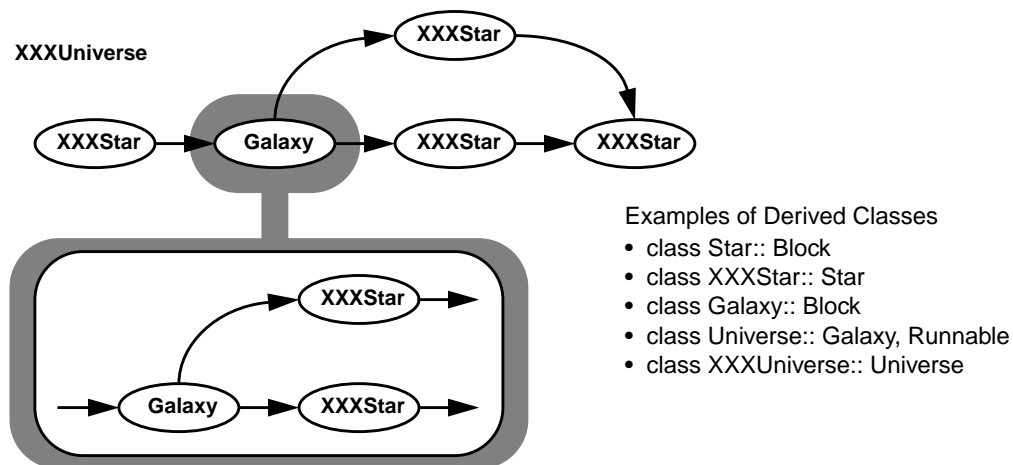 XXXUniverse
XXXStar
XXXStar
Galaxy
XXXStar
XXXStar
Examples of Derived Classes
• class Star:: Block
• class XXXStar:: Star
• class Galaxy:: Block
• class Universe:: Galaxy, Runnable
• class XXXUniverse:: Universe
XXXStar
Galaxy
XXXStar